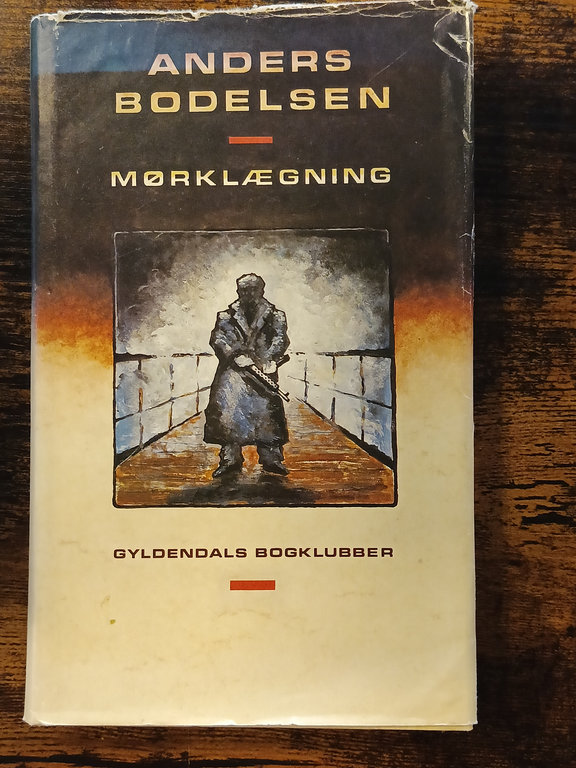 ANDERS
BODELSEN
MØRKLÆGNING
GYLDENDALS BOGKLUBBER